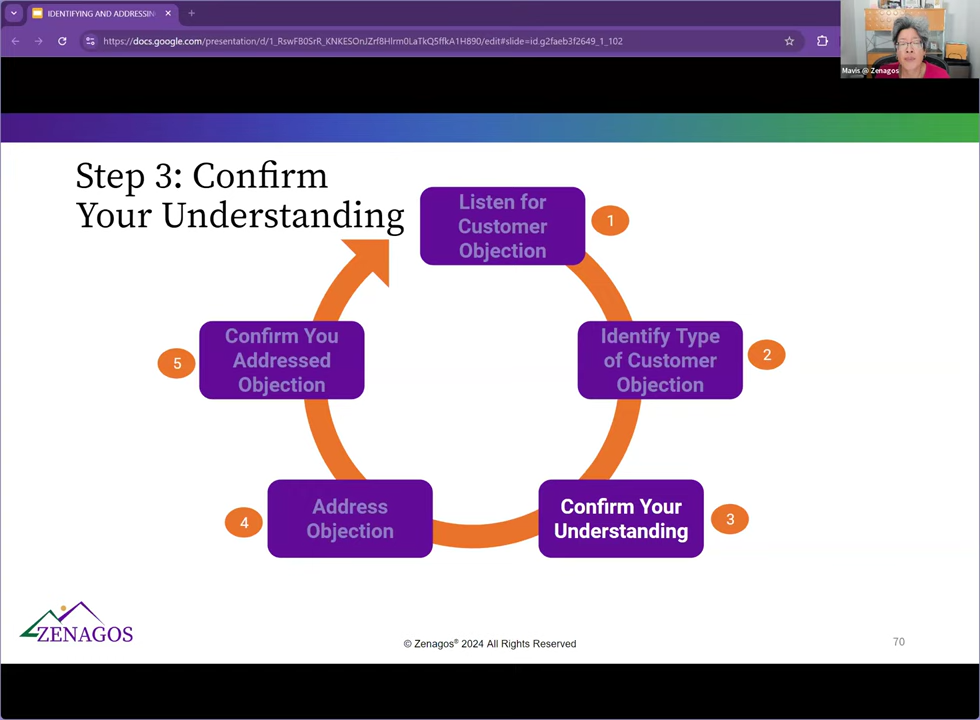 IDENTIFYING AND ADDRESSIN
https://docs.google.com/presentation/d/1_RswFB0SrR_KNKESOnJZrf8Hlrm0LaTkQ5ffkA1H890/edit#slide=id.g2faeb3f2649_1_102
Mavis @ Zenagos
Step 3: Confirm
Your Understanding
Listen for
Customer
Objection
1
Identify Type
of Customer
Objection
2
Confirm Your
Understanding
3
Address
Objection
4
Confirm You
Addressed
Objection
5
ZENAGOS
© Zenagos® 2024 All Rights Reserved
70